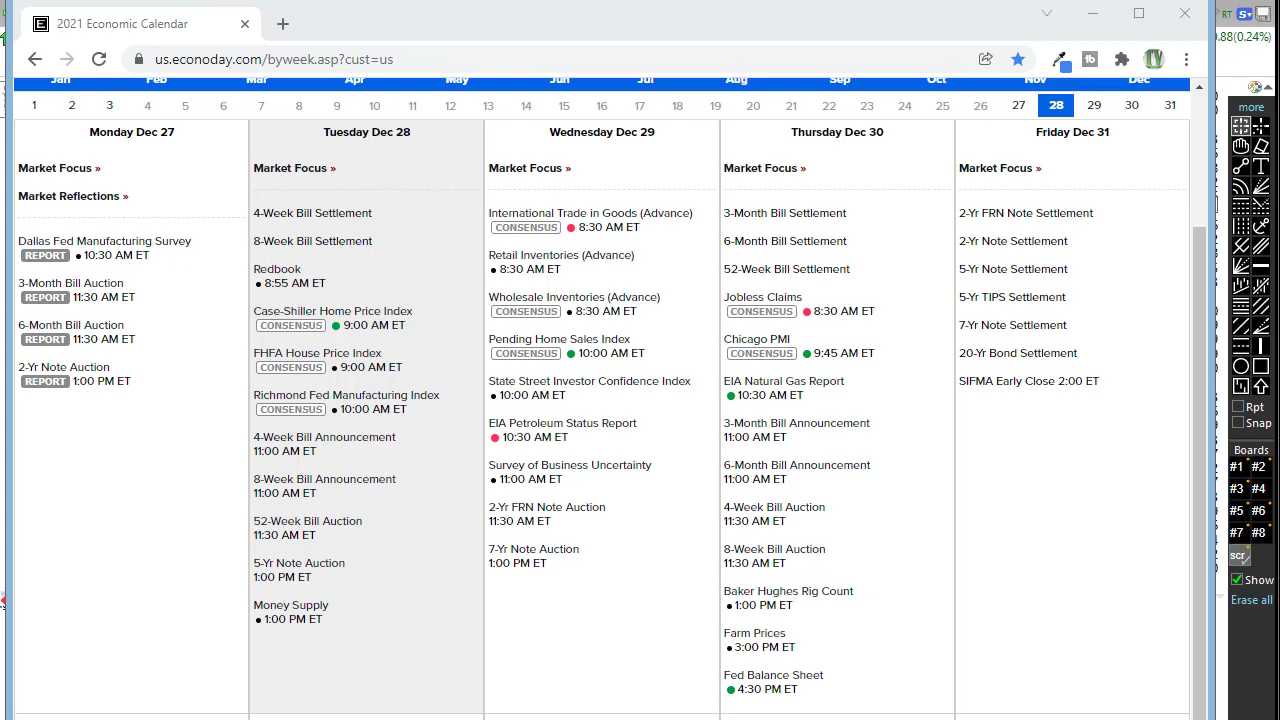 2021 Economic Calendar
RT
S
.88(0.24%)
us.econoday.com/byweek.asp?cust=us
Jan Feb Mar Apr May Jun Jul Aug Sep Oct Nov Dec
1 2 3 4 5 6 7 8 9 10 11 12 13 14 15 16 17 18 19 20 21 22 23 24 25 26 27 28 29 30 31
Monday Dec 27
Market Focus »
Market Reflections »
Dallas Fed Manufacturing Survey
REPORT 10:30 AM ET
3-Month Bill Auction
REPORT 11:30 AM ET
6-Month Bill Auction
REPORT 11:30 AM ET
2-Yr Note Auction
REPORT 1:00 PM ET
Tuesday Dec 28
Market Focus »
4-Week Bill Settlement
8-Week Bill Settlement
Redbook
8:55 AM ET
Case-Shiller Home Price Index
CONSENSUS 9:00 AM ET
FHFA House Price Index
CONSENSUS 9:00 AM ET
Richmond Fed Manufacturing Index
CONSENSUS 10:00 AM ET
4-Week Bill Announcement
11:00 AM ET
8-Week Bill Announcement
11:00 AM ET
52-Week Bill Auction
11:30 AM ET
5-Yr Note Auction
1:00 PM ET
Money Supply
1:00 PM ET
Wednesday Dec 29
Market Focus »
International Trade in Goods (Advance)
CONSENSUS 8:30 AM ET
Retail Inventories (Advance)
8:30 AM ET
Wholesale Inventories (Advance)
CONSENSUS 8:30 AM ET
Pending Home Sales Index
CONSENSUS 10:00 AM ET
State Street Investor Confidence Index
10:00 AM ET
EIA Petroleum Status Report
10:30 AM ET
Survey of Business Uncertainty
11:00 AM ET
2-Yr FRN Note Auction
11:30 AM ET
7-Yr Note Auction
1:00 PM ET
Thursday Dec 30
Market Focus »
3-Month Bill Settlement
6-Month Bill Settlement
52-Week Bill Settlement
Jobless Claims
CONSENSUS 8:30 AM ET
Chicago PMI
CONSENSUS 9:45 AM ET
EIA Natural Gas Report
10:30 AM ET
3-Month Bill Announcement
11:00 AM ET
6-Month Bill Announcement
11:00 AM ET
4-Week Bill Auction
11:30 AM ET
8-Week Bill Auction
11:30 AM ET
Baker Hughes Rig Count
1:00 PM ET
Farm Prices
3:00 PM ET
Fed Balance Sheet
4:30 PM ET
Friday Dec 31
Market Focus »
2-Yr FRN Note Settlement
2-Yr Note Settlement
5-Yr Note Settlement
5-Yr TIPS Settlement
7-Yr Note Settlement
20-Yr Bond Settlement
SIFMA Early Close 2:00 ET
more
Rpt
Snap
Boards
#1 #2
#3 #4
#5 #6
#7 #8
scr
Show
Erase all